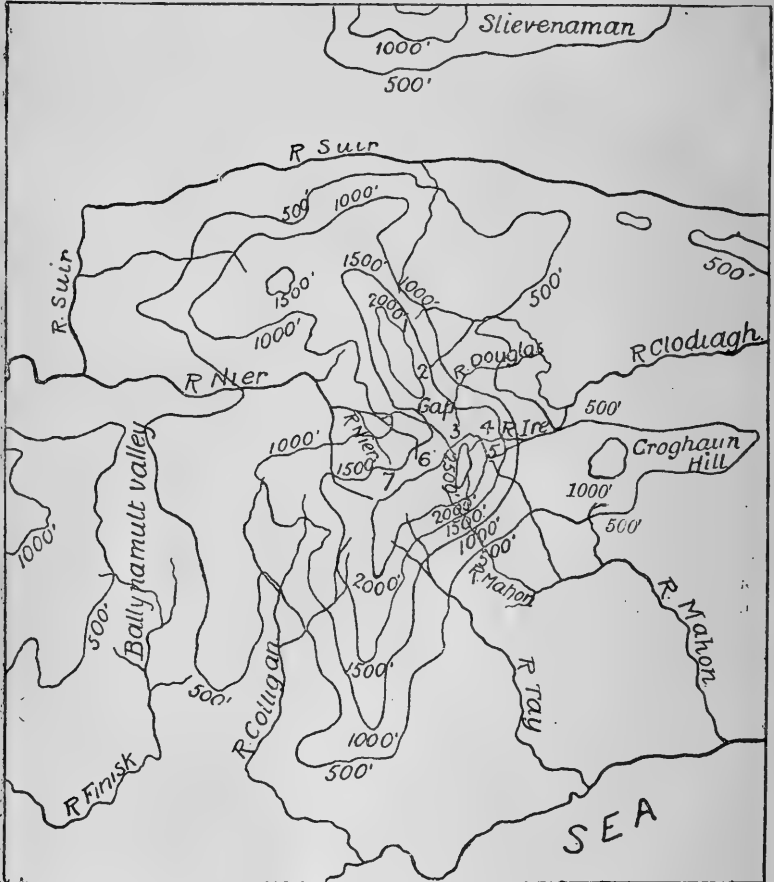 Slievenaman
1000'
500'
R Suir
500'
1000'
R. Suir
1500'
1500'
1000'
2000'
1
500'
500'
1000'
2
R. Douglas
R Clodiagh
R Nier
Gap
500'
R Nier
3
4
R Ire
1000'
6
5
2500'
Croghaun
Hill
1500'
7
1000'
2000'
1500'
1000'
500'
500'
Ballynamult valley
1000'
2000'
R. Mahon
R. Mahon
500'
500'
1500'
R. Colligan
R Tay
1000'
500'
R Finisk
SEA